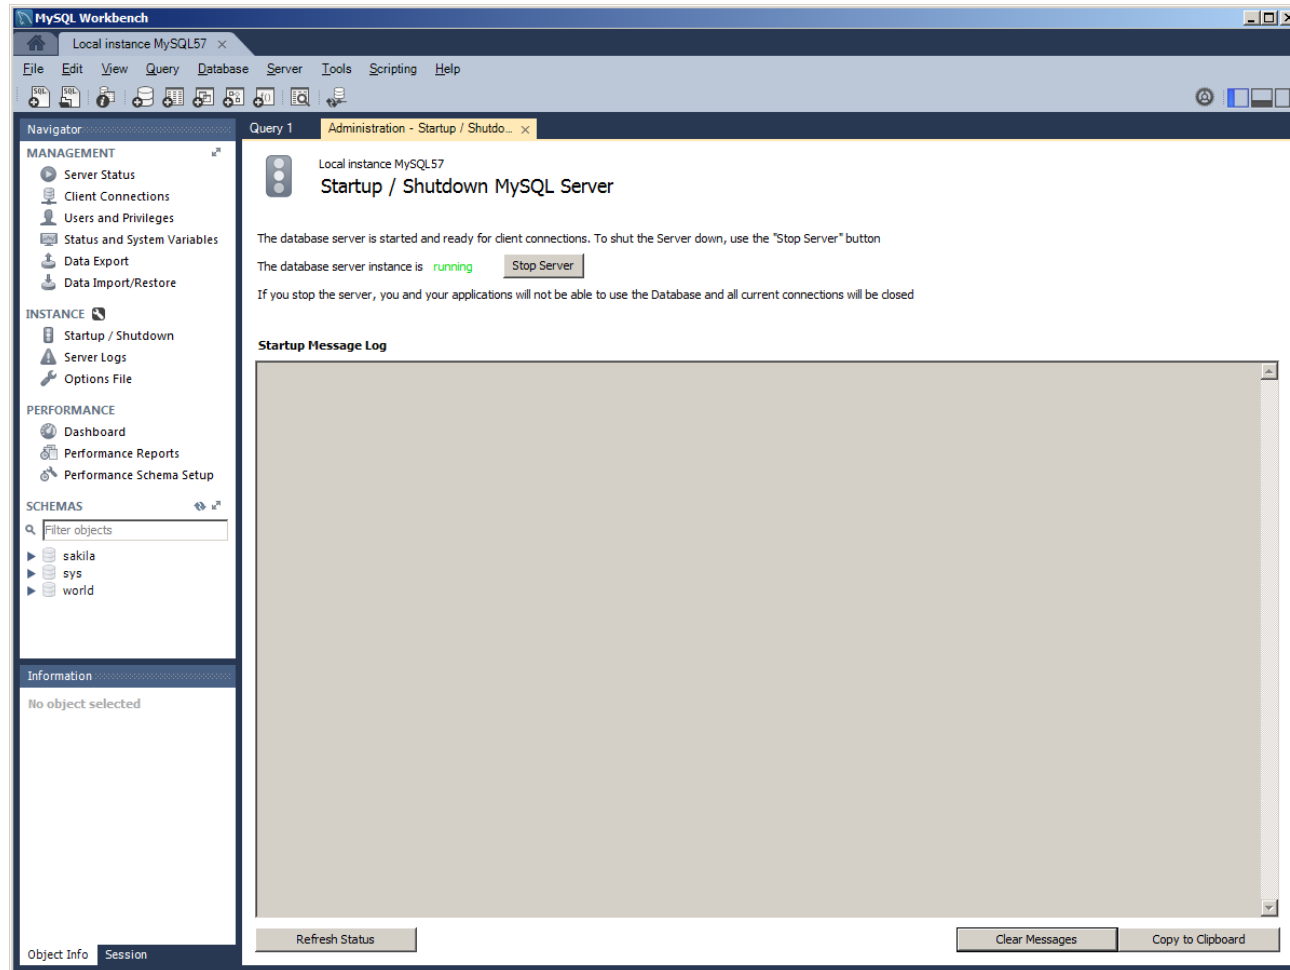 MySQL Workbench
Local instance MySQL57
File Edit View Query Database Server Tools Scripting Help
Navigator
MANAGEMENT
Server Status
Client Connections
Users and Privileges
Status and System Variables
Data Export
Data Import/Restore
INSTANCE
Startup / Shutdown
Server Logs
Options File
PERFORMANCE
Dashboard
Performance Reports
Performance Schema Setup
SCHEMAS
Filter objects
sakila
sys
world
Information
No object selected
Object Info Session
Query 1 Administration - Startup / Shutdo...
Local instance MySQL57
Startup / Shutdown MySQL Server
The database server is started and ready for client connections. To shut the Server down, use the "Stop Server" button
The database server instance is running Stop Server
If you stop the server, you and your applications will not be able to use the Database and all current connections will be closed
Startup Message Log
Refresh Status Clear Messages Copy to Clipboard